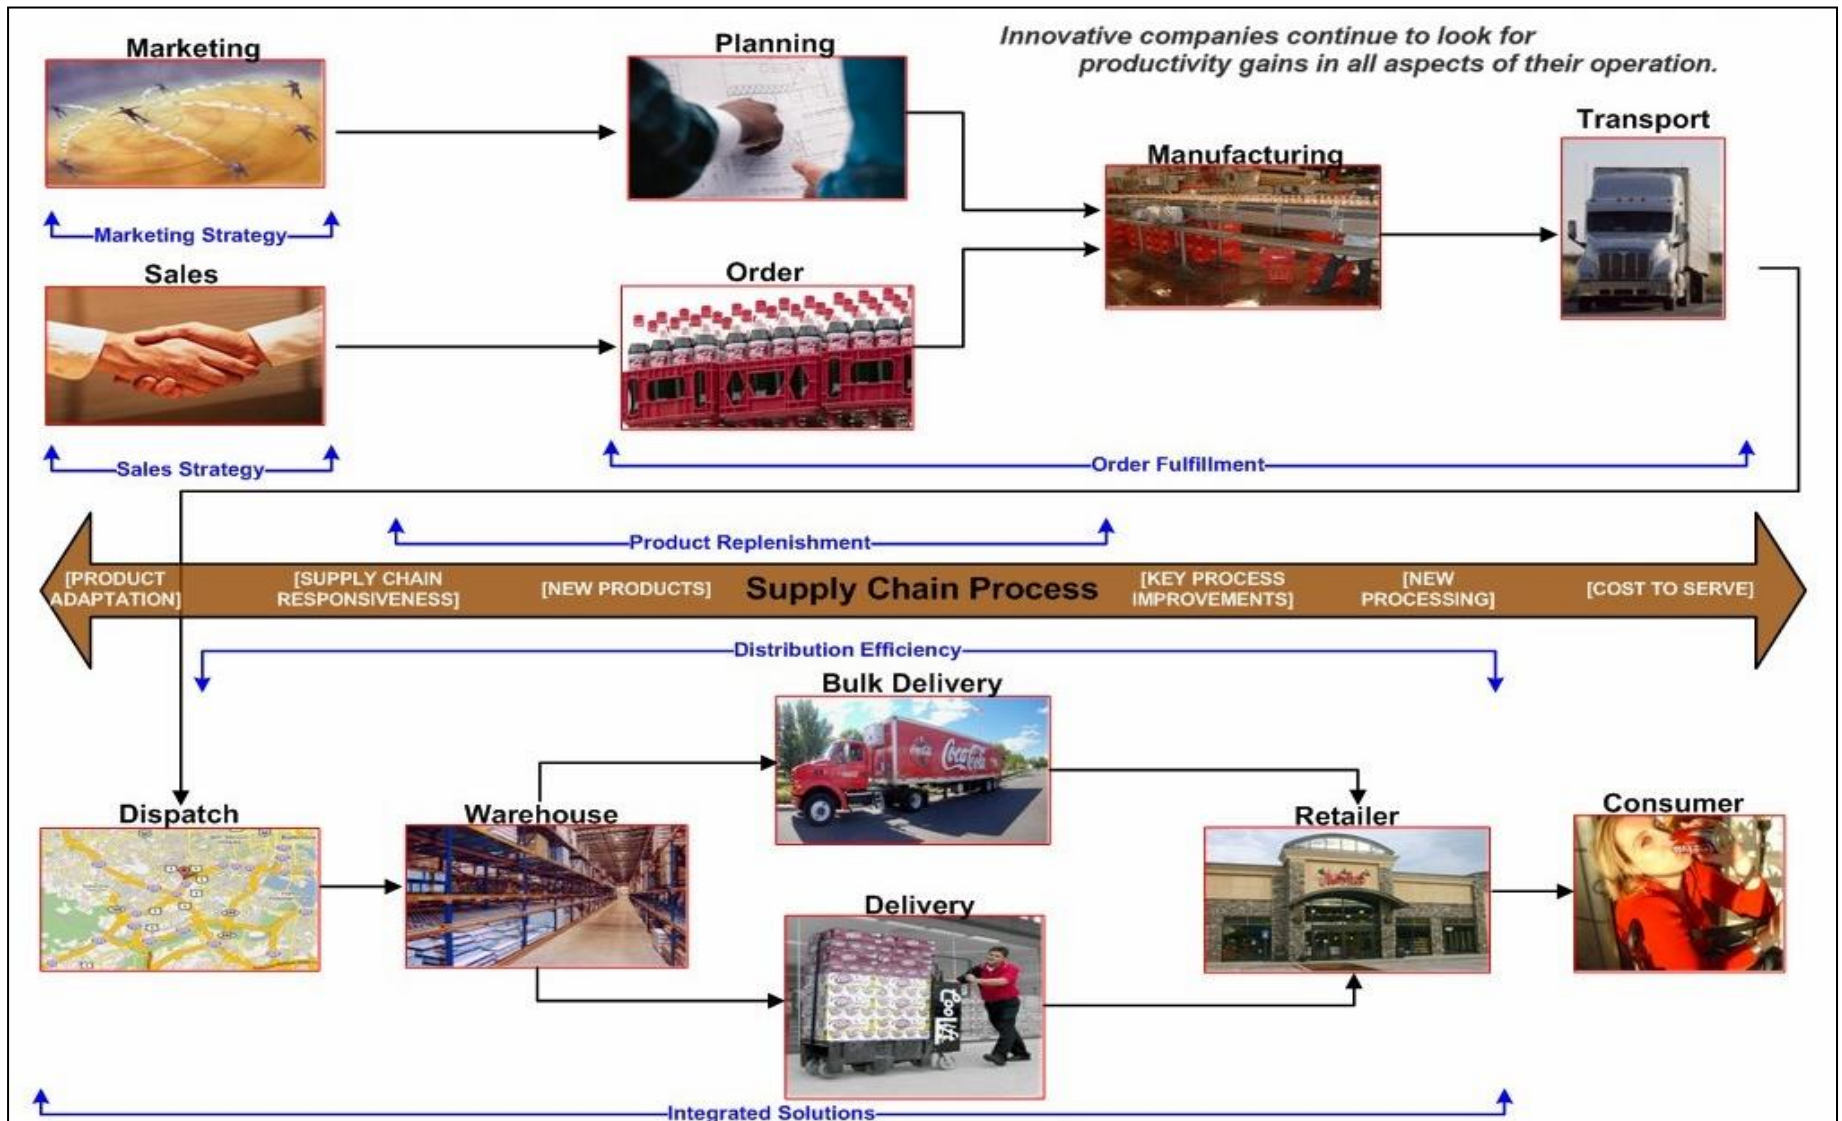 Innovative companies continue to look for
productivity gains in all aspects of their operation.
Marketing
Planning
Transport
Manufacturing
Marketing Strategy
Sales
Order
Sales Strategy
Order Fulfillment
Product Replenishment
[PRODUCT
ADAPTATION]
[SUPPLY CHAIN
RESPONSIVENESS]
[NEW PRODUCTS]
Supply Chain Process
[KEY PROCESS
IMPROVEMENTS]
[NEW
PROCESSING]
[COST TO SERVE]
Distribution Efficiency
Bulk Delivery
Coca-Cola
Dispatch
Warehouse
Retailer
Consumer
Delivery
CooLift
Integrated Solutions